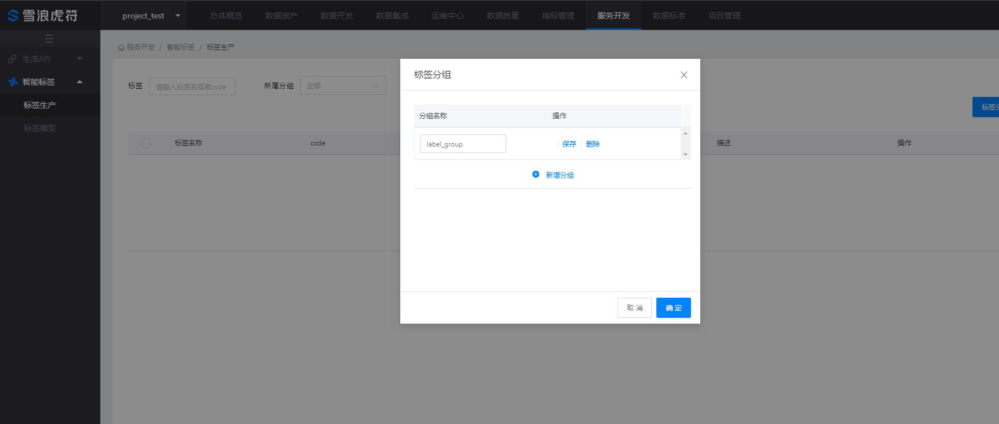 雪浪虎符
project_test
总体概览 数据资产 数据开发 数据集成 运维中心 数据质量 指标管理 服务开发 数据标准 项目管理
生成API
智能标签
标签生产
标签模型
服务开发 / 智能标签 / 标签生产
标签 请输入标签名或者code 所属分组 全部
标签分
标签名称 code 描述 操作
标签分组
分组名称 操作
label_group 保存 删除
新增分组
取消 确定